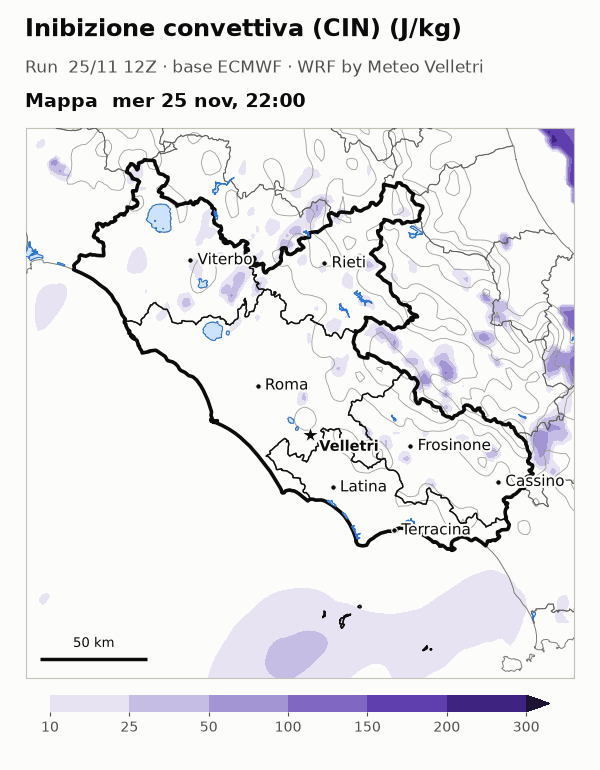 Inibizione convettiva (CIN) (J/kg)
Run  25/11 12Z · base ECMWF · WRF by Meteo Velletri
Mappa  mer 25 nov, 22:00
Viterbo
Rieti
Roma
Velletri
Frosinone
Cassino
Latina
Terracina
50 km
10 25 50 100 150 200 300